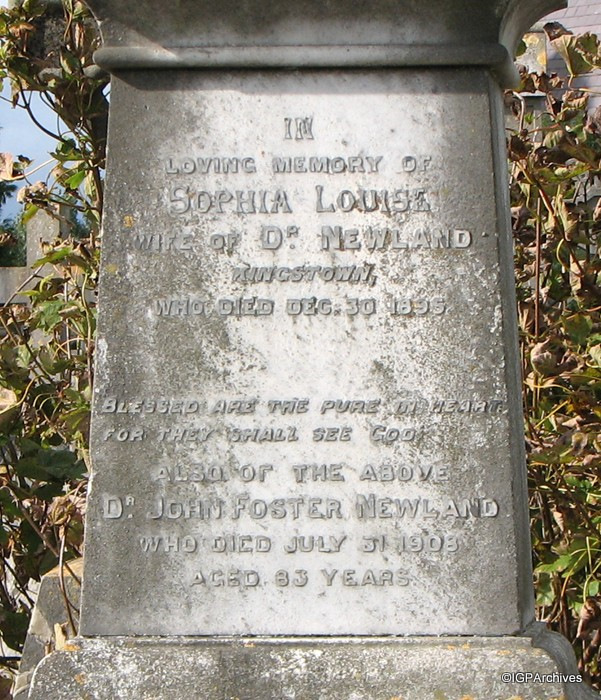 IN
LOVING MEMORY OF
SOPHIA LOUISE
WIFE OF DR NEWLAND
KINGSTOWN,
WHO DIED DEC. 30 1895
BLESSED ARE THE PURE IN HEART
FOR THEY SHALL SEE GOD
ALSO OF THE ABOVE
DR JOHN FOSTER NEWLAND
WHO DIED JULY 31 1908
AGED 83 YEARS
©IGPArchives